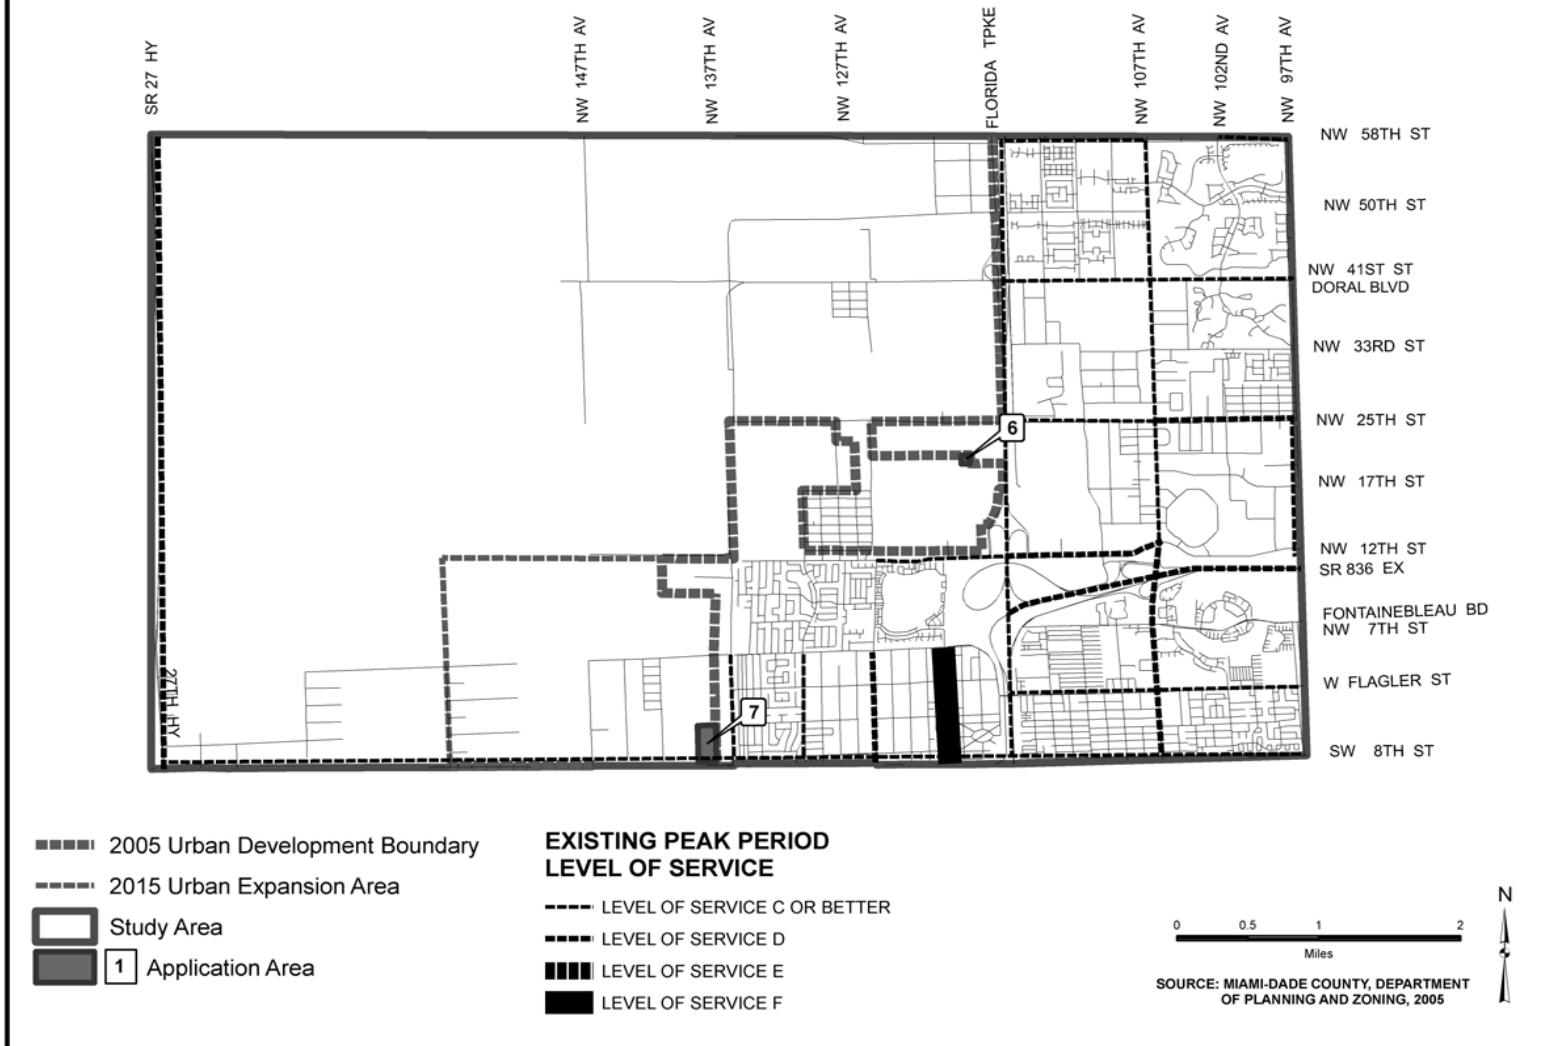 SR 27 HY
NW 147TH AV
NW 137TH AV
NW 127TH AV
FLORIDA TPKE
NW 107TH AV
NW 102ND AV
NW 97TH AV
NW 58TH ST
NW 50TH ST
NW 41ST ST
DORAL BLVD
NW 33RD ST
NW 25TH ST
6
NW 17TH ST
NW 12TH ST
SR 836 EX
FONTAINEBLEAU BD
NW 7TH ST
27TH HY
W FLAGLER ST
7
SW 8TH ST
2005 Urban Development Boundary
2015 Urban Expansion Area
Study Area
1 Application Area
EXISTING PEAK PERIOD
LEVEL OF SERVICE
LEVEL OF SERVICE C OR BETTER
LEVEL OF SERVICE D
LEVEL OF SERVICE E
LEVEL OF SERVICE F
N
0 0.5 1 2
Miles
SOURCE: MIAMI-DADE COUNTY, DEPARTMENT
OF PLANNING AND ZONING, 2005